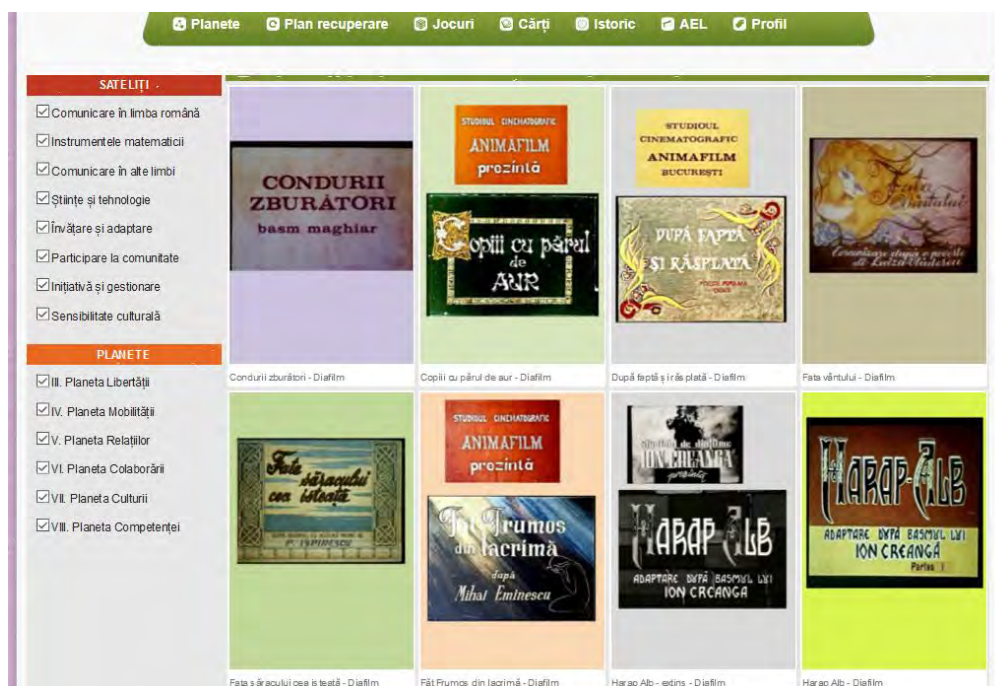 Planete Plan recuperare Jocuri Cărți Istoric AEL Profil
SATELIȚI
Comunicare în limba română
Instrumentele matematicii
Comunicare în alte limbi
Științe și tehnologie
Învățare și adaptare
Participare la comunitate
Inițiativă și gestionare
Sensibilitate culturală
PLANETE
III. Planeta Libertății
IV. Planeta Mobilității
V. Planeta Relațiilor
VI. Planeta Colaborării
VII. Planeta Culturii
VIII. Planeta Competenței
CONDURII
ZBURĂTORI
basm maghiar
Condurii zburători - Diafilm
STUDIOUL CINEMATOGRAFIC
ANIMAFILM
prezintă
Copiii cu părul
de
AUR
Copiii cu părul de aur - Diafilm
STUDIOUL
CINEMATOGRAFIC
ANIMAFILM
BUCUREȘTI
DUPĂ FAPTĂ
ȘI RĂSPLATĂ
După faptă și răsplată - Diafilm
Fata
vântului
după o poveste
Fata vântului - Diafilm
Fata
săracului
cea isteață
P. ISPIRESCU
Fata săracului cea isteață - Diafilm
STUDIOUL CINEMATOGRAFIC
ANIMAFILM
prezintă
Făt Frumos
din lacrimă
după
Mihai Eminescu
Făt Frumos din lacrimă - Diafilm
Studioul de diafilme
ION CREANGĂ
prezintă
HARAP ALB
ADAPTARE DUPĂ BASMUL LUI
ION CREANGĂ
Harap Alb - extins - Diafilm
HARAP-ALB
ADAPTARE DUPĂ BASMUL LUI
ION CREANGĂ
Partea I
Harap Alb - Diafilm